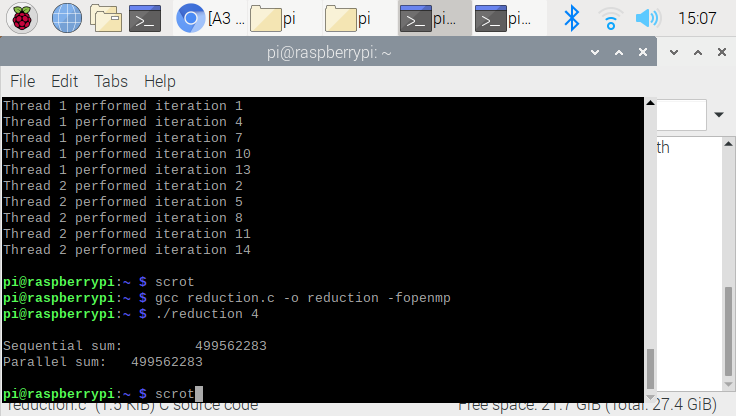 [A3 ... pi pi pi... pi... 15:07
pi@raspberrypi: ~
File Edit Tabs Help
Thread 1 performed iteration 1
Thread 1 performed iteration 4
Thread 1 performed iteration 7
Thread 1 performed iteration 10
Thread 1 performed iteration 13
Thread 2 performed iteration 2
Thread 2 performed iteration 5
Thread 2 performed iteration 8
Thread 2 performed iteration 11
Thread 2 performed iteration 14
pi@raspberrypi:~ $ scrot
pi@raspberrypi:~ $ gcc reduction.c -o reduction -fopenmp
pi@raspberrypi:~ $ ./reduction 4
Sequential sum: 499562283
Parallel sum: 499562283
pi@raspberrypi:~ $ scrot
"reduction.c" (1.5 KiB) C source code Free space: 21.7 GiB (Total: 27.4 GiB)